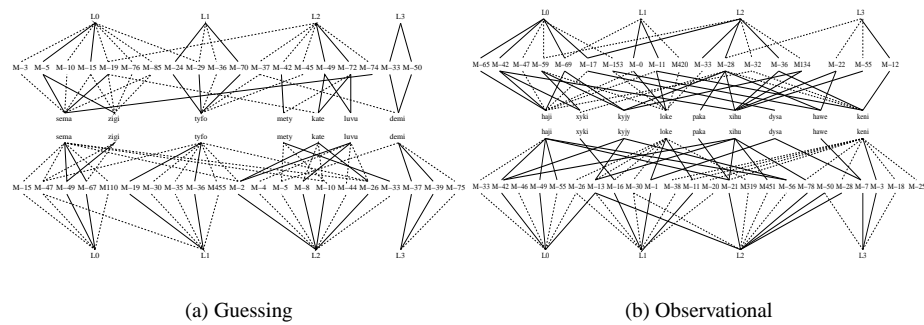 L0 L1 L2 L3
M−3 M−5 M−10 M−15 M−19 M−76 M−85 M−24 M−29 M−36 M−70 M−37 M−42 M−45 M−49 M−72 M−74 M−33 M−50
sema zigi tyfo mety kate luvu demi
sema zigi tyfo mety kate luvu demi
M−15 M−47 M−49 M−67 M110 M−19 M−30 M−35 M−36 M455 M−2 M−4 M−5 M−8 M−10 M−44 M−26 M−33 M−37 M−39 M−75
L0 L1 L2 L3
(a) Guessing
L0 L1 L2 L3
M−65 M−42 M−47 M−59 M−69 M−17 M−153 M−0 M−11 M420 M−33 M−28 M−32 M−36 M134 M−22 M−55 M−12
haji xyki kyjy loke paka xihu dysa hawe keni
haji xyki kyjy loke paka xihu dysa hawe keni
M−33 M−42 M−46 M−49 M−55 M−26 M−13 M−16 M−30 M−1 M−38 M−11 M−20 M−21 M319 M451 M−56 M−78 M−50 M−28 M−7 M−3 M−18 M−25
L0 L1 L2 L3
(b) Observational